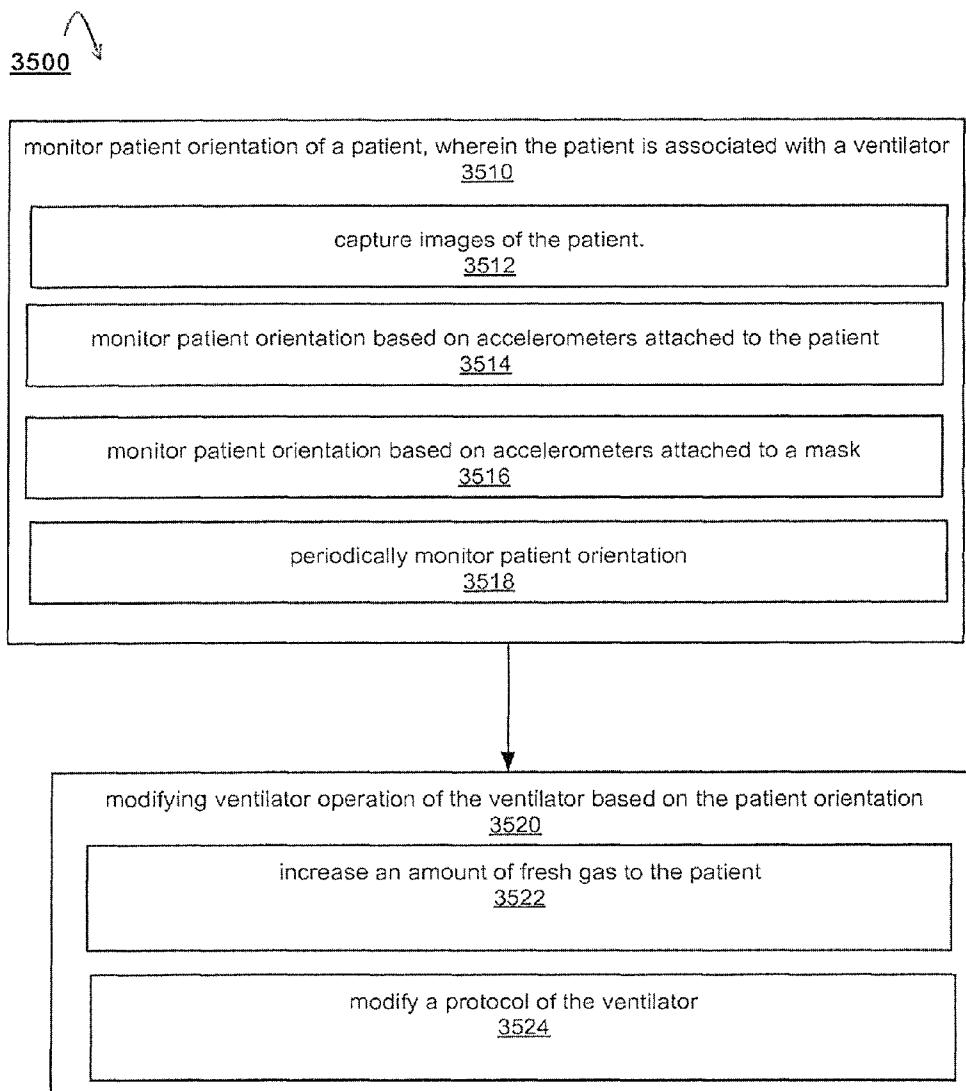 3500
monitor patient orientation of a patient, wherein the patient is associated with a ventilator
3510
capture images of the patient.
3512
monitor patient orientation based on accelerometers attached to the patient
3514
monitor patient orientation based on accelerometers attached to a mask
3516
periodically monitor patient orientation
3518
modifying ventilator operation of the ventilator based on the patient orientation
3520
increase an amount of fresh gas to the patient
3522
modify a protocol of the ventilator
3524